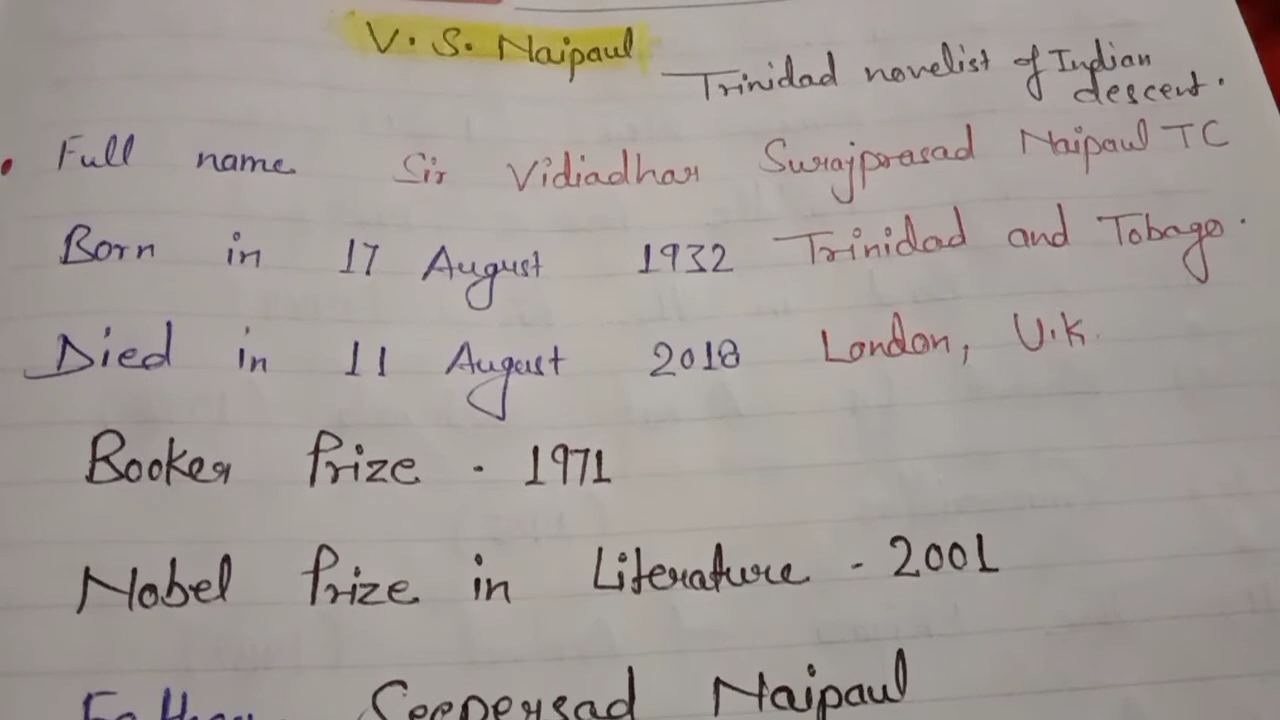 V. S. Naipaul
Trinidad novelist of Indian
descent.
Full name Sir Vidiadhar Surajprasad Naipaul TC
Born in 17 August 1932 Trinidad and Tobago.
Died in 11 August 2018 London, U.K.
Booker Prize - 1971
Nobel Prize in Literature - 2001
Father Seepersad Naipaul